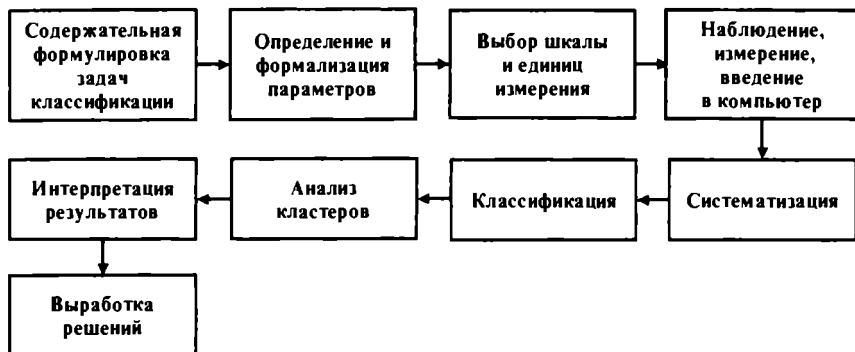 Содержательная
формулировка
задач
классификации
Определение и
формализация
параметров
Выбор шкалы
и единиц
измерения
Наблюдение,
измерение,
введение
в компьютер
Систематизация
Классификация
Анализ
кластеров
Интерпретация
результатов
Выработка
решений